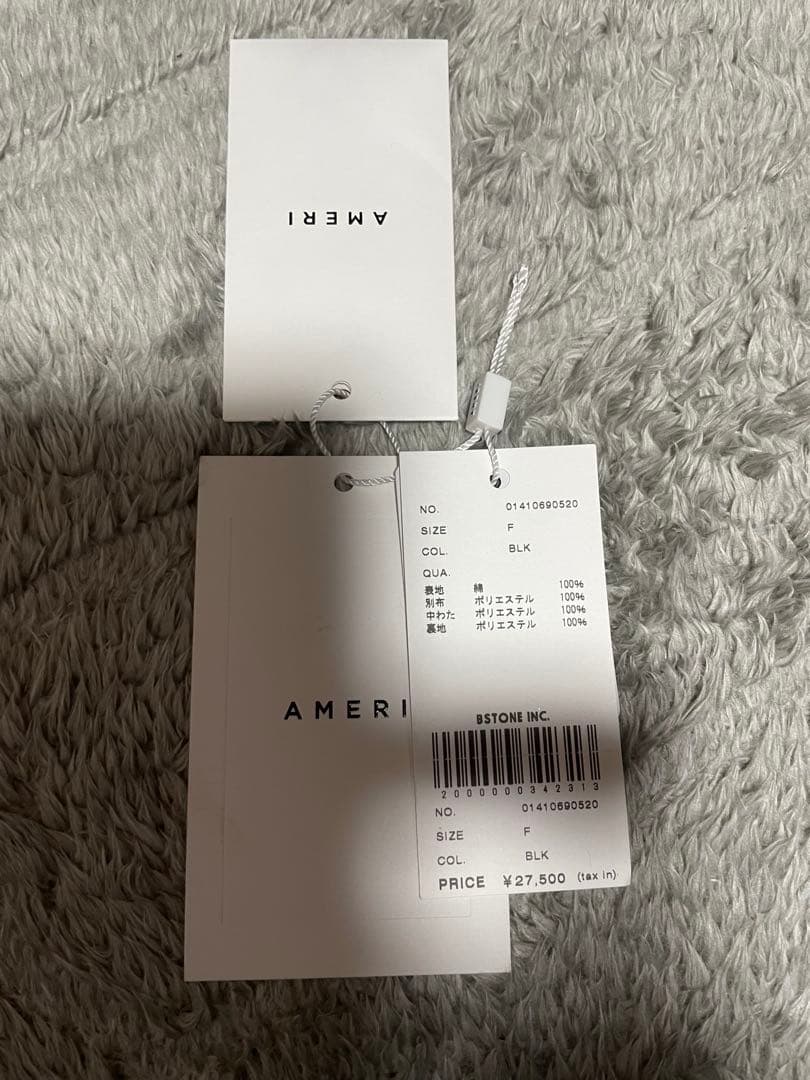 AMERI
AMERI
NO. 01410690520
SIZE F
COL. BLK
QUA.
表地 綿 100%
別布 ポリエステル 100%
中わた ポリエステル 100%
裏地 ポリエステル 100%
BSTONE INC.
2000000342313
NO. 01410690520
SIZE F
COL. BLK
PRICE ¥27,500 (tax in)